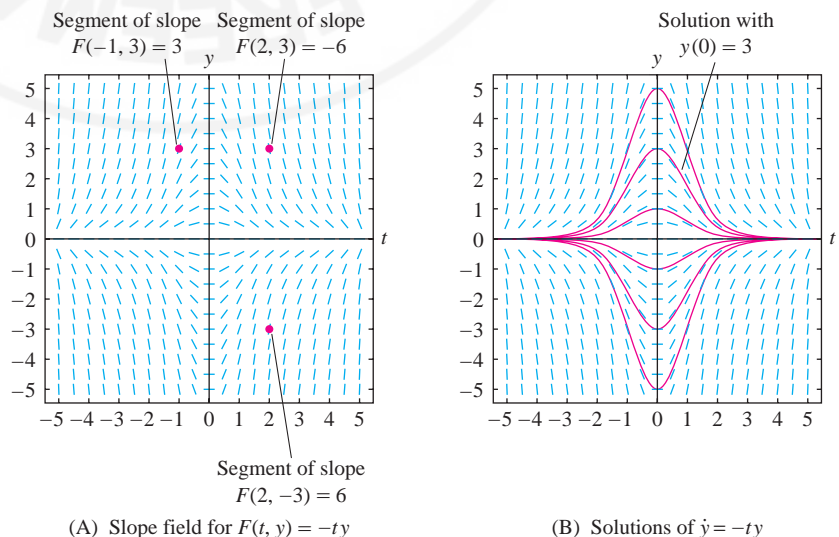 Segment of slope
F(−1, 3) = 3
Segment of slope
F(2, 3) = −6
y
5
4
3
2
1
0
−1
−2
−3
−4
−5
t
−5 −4 −3 −2 −1 0 1 2 3 4 5
Segment of slope
F(2, −3) = 6
(A) Slope field for F(t, y) = −ty
Solution with
y(0) = 3
y
5
4
3
2
1
0
−1
−2
−3
−4
−5
t
−5 −4 −3 −2 −1 0 1 2 3 4 5
(B) Solutions of ẏ = −ty